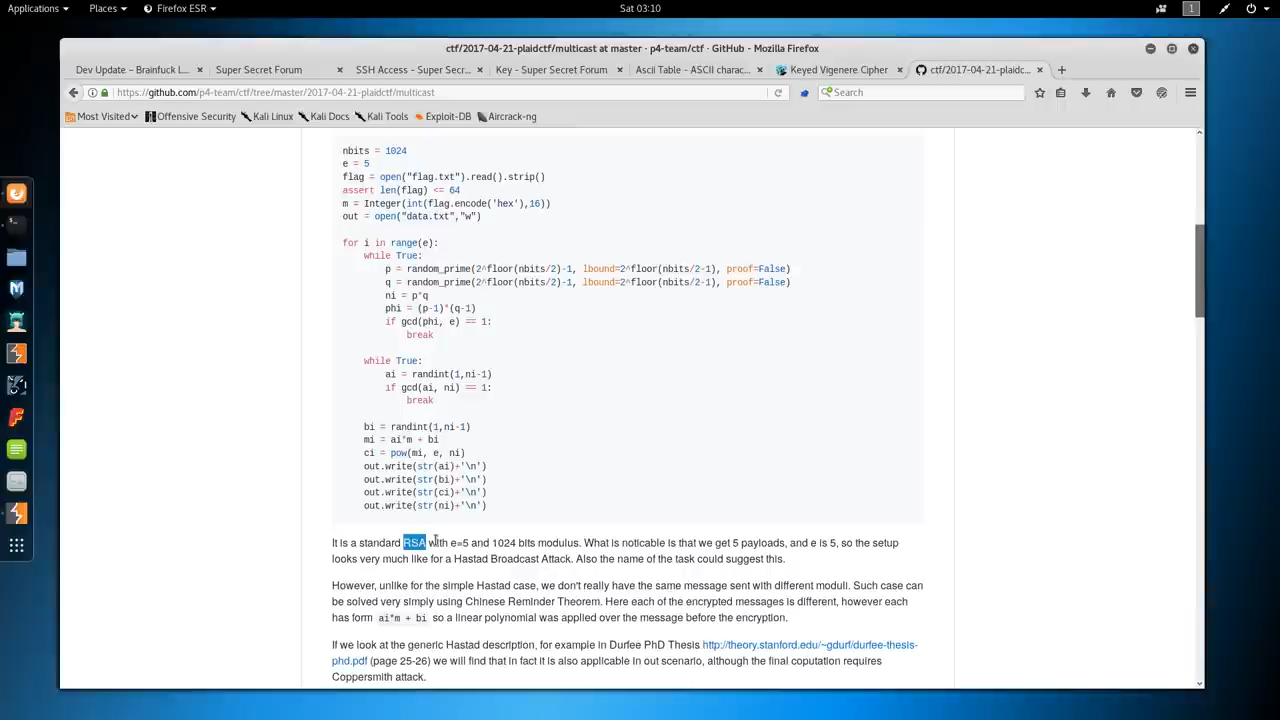 Applications Places Firefox ESR Sat 03:10 1
ctf/2017-04-21-plaidctf/multicast at master · p4-team/ctf · GitHub - Mozilla Firefox
Dev Update – Brainfuck L... Super Secret Forum SSH Access - Super Secr... Key - Super Secret Forum Ascii Table - ASCII charac... Keyed Vigenere Cipher ctf/2017-04-21-plaidc...
https://github.com/p4-team/ctf/tree/master/2017-04-21-plaidctf/multicast Search
Most Visited Offensive Security Kali Linux Kali Docs Kali Tools Exploit-DB Aircrack-ng
nbits = 1024
e = 5
flag = open("flag.txt").read().strip()
assert len(flag) <= 64
m = Integer(int(flag.encode('hex'),16))
out = open("data.txt","w")
for i in range(e):
while True:
p = random_prime(2^floor(nbits/2)-1, lbound=2^floor(nbits/2-1), proof=False)
q = random_prime(2^floor(nbits/2)-1, lbound=2^floor(nbits/2-1), proof=False)
ni = p*q
phi = (p-1)*(q-1)
if gcd(phi, e) == 1:
break
while True:
ai = randint(1,ni-1)
if gcd(ai, ni) == 1:
break
bi = randint(1,ni-1)
mi = ai*m + bi
ci = pow(mi, e, ni)
out.write(str(ai)+'\n')
out.write(str(bi)+'\n')
out.write(str(ci)+'\n')
out.write(str(ni)+'\n')
It is a standard RSA with e=5 and 1024 bits modulus. What is noticable is that we get 5 payloads, and e is 5, so the setup
looks very much like for a Hastad Broadcast Attack. Also the name of the task could suggest this.
However, unlike for the simple Hastad case, we don't really have the same message sent with different moduli. Such case can
be solved very simply using Chinese Reminder Theorem. Here each of the encrypted messages is different, however each
has form ai*m + bi so a linear polynomial was applied over the message before the encryption.
If we look at the generic Hastad description, for example in Durfee PhD Thesis http://theory.stanford.edu/~gdurf/durfee-thesis-
phd.pdf (page 25-26) we will find that in fact it is also applicable in out scenario, although the final coputation requires
Coppersmith attack.